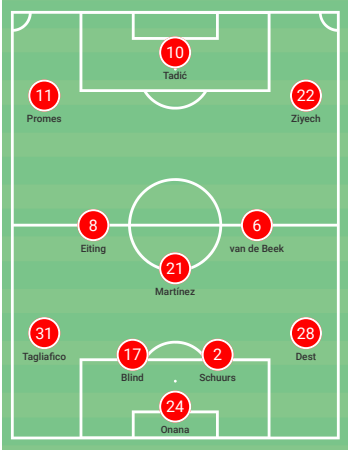 10
Tadić
11
Promes
22
Ziyech
8
Eiting
6
van de Beek
21
Martínez
31
Tagliafico
28
Dest
17
Blind
2
Schuurs
24
Onana